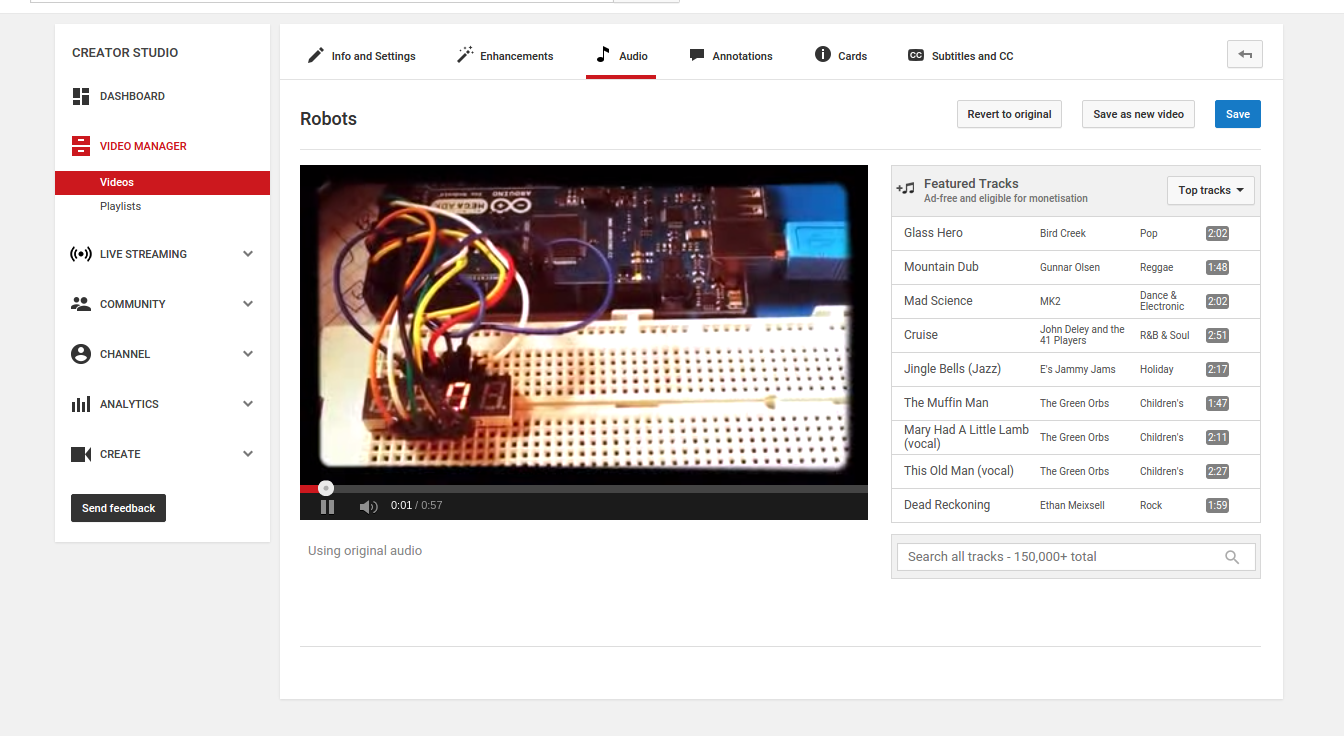 CREATOR STUDIO
DASHBOARD
VIDEO MANAGER
Videos
Playlists
LIVE STREAMING
COMMUNITY
CHANNEL
ANALYTICS
CREATE
Send feedback
Info and Settings
Enhancements
Audio
Annotations
Cards
CC Subtitles and CC
Robots
Revert to original
Save as new video
Save
ARDUINO
MEGA ADK
0:01 / 0:57
Using original audio
Featured Tracks
Ad-free and eligible for monetisation
Top tracks
Glass Hero Bird Creek Pop 2:02
Mountain Dub Gunnar Olsen Reggae 1:48
Mad Science MK2 Dance & Electronic 2:02
Cruise John Deley and the 41 Players R&B & Soul 2:51
Jingle Bells (Jazz) E's Jammy Jams Holiday 2:17
The Muffin Man The Green Orbs Children's 1:47
Mary Had A Little Lamb (vocal) The Green Orbs Children's 2:11
This Old Man (vocal) The Green Orbs Children's 2:27
Dead Reckoning Ethan Meixsell Rock 1:59
Search all tracks - 150,000+ total